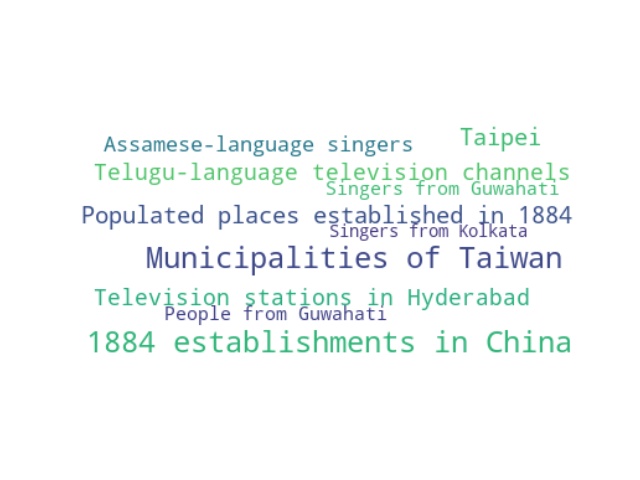 Taipei
Assamese-language singers
Telugu-language television channels
Singers from Guwahati
Populated places established in 1884
Singers from Kolkata
Municipalities of Taiwan
Television stations in Hyderabad
People from Guwahati
1884 establishments in China